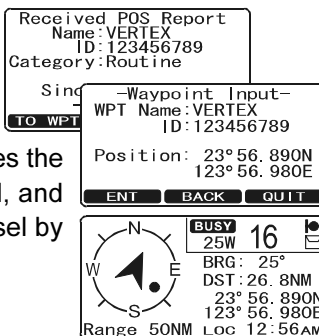 Received POS Report
Name:VERTEX
ID:123456789
Category:Routine
Sinc
TO WPT
-Waypoint Input-
WPT Name:VERTEX
ID:123456789
Position: 23°56.890N
123°56.980E
ENT BACK QUIT
es the
l, and
sel by
BUSY
25W 16
N
W E
S
BRG: 25°
DST:26.8NM
23°56.890N
123°56.980E
Range 50NM LOC 12:56AM